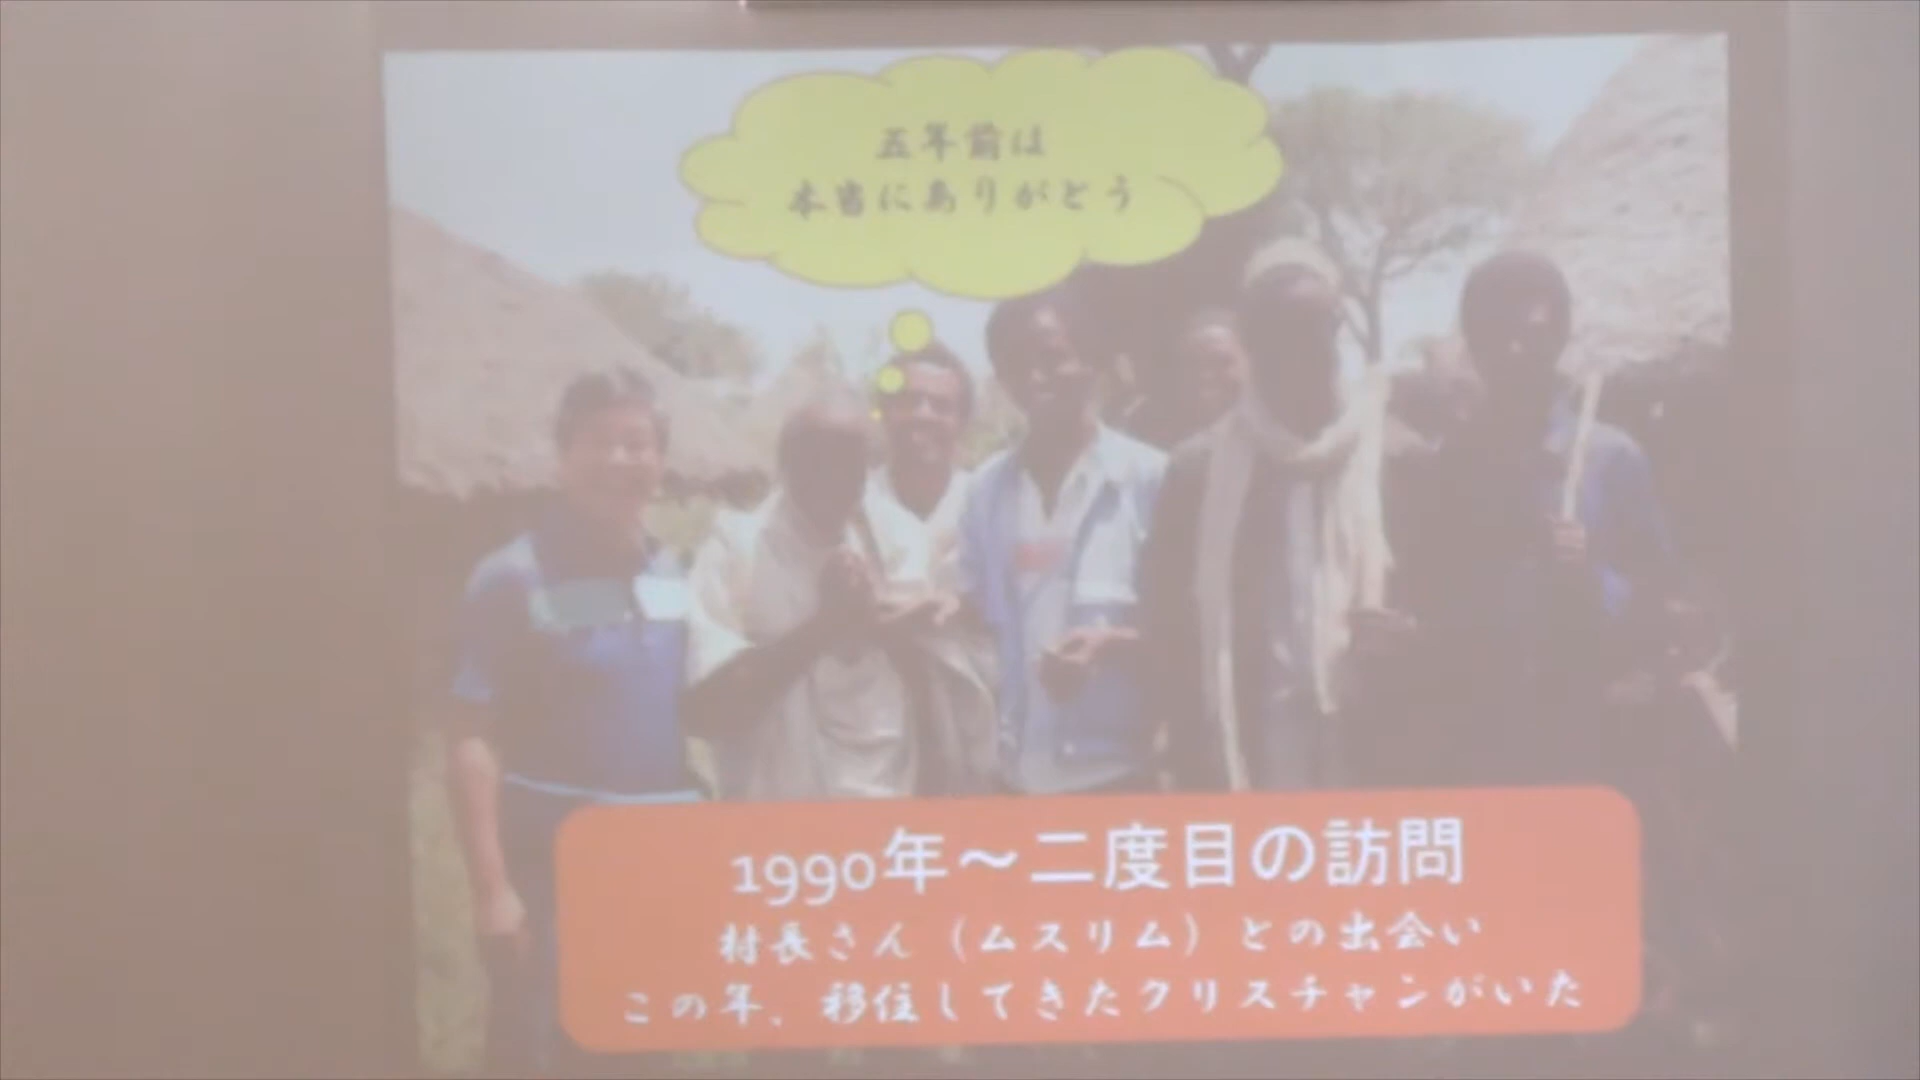 五年前は
本当にありがとう
1990年～二度目の訪問
村長さん（ムスリム）との出会い
この年、移住してきたクリスチャンがいた